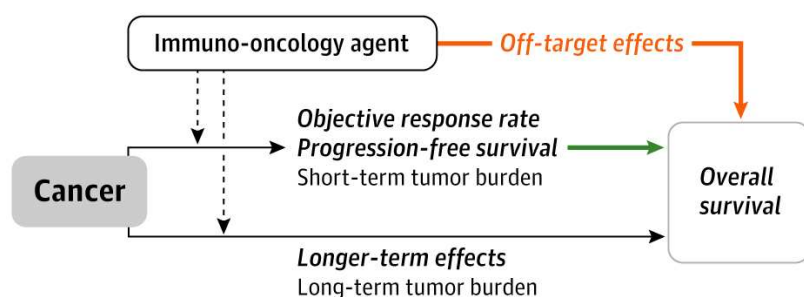 Immuno-oncology agent
Off-target effects
Objective response rate
Progression-free survival
Short-term tumor burden
Cancer
Overall
survival
Longer-term effects
Long-term tumor burden